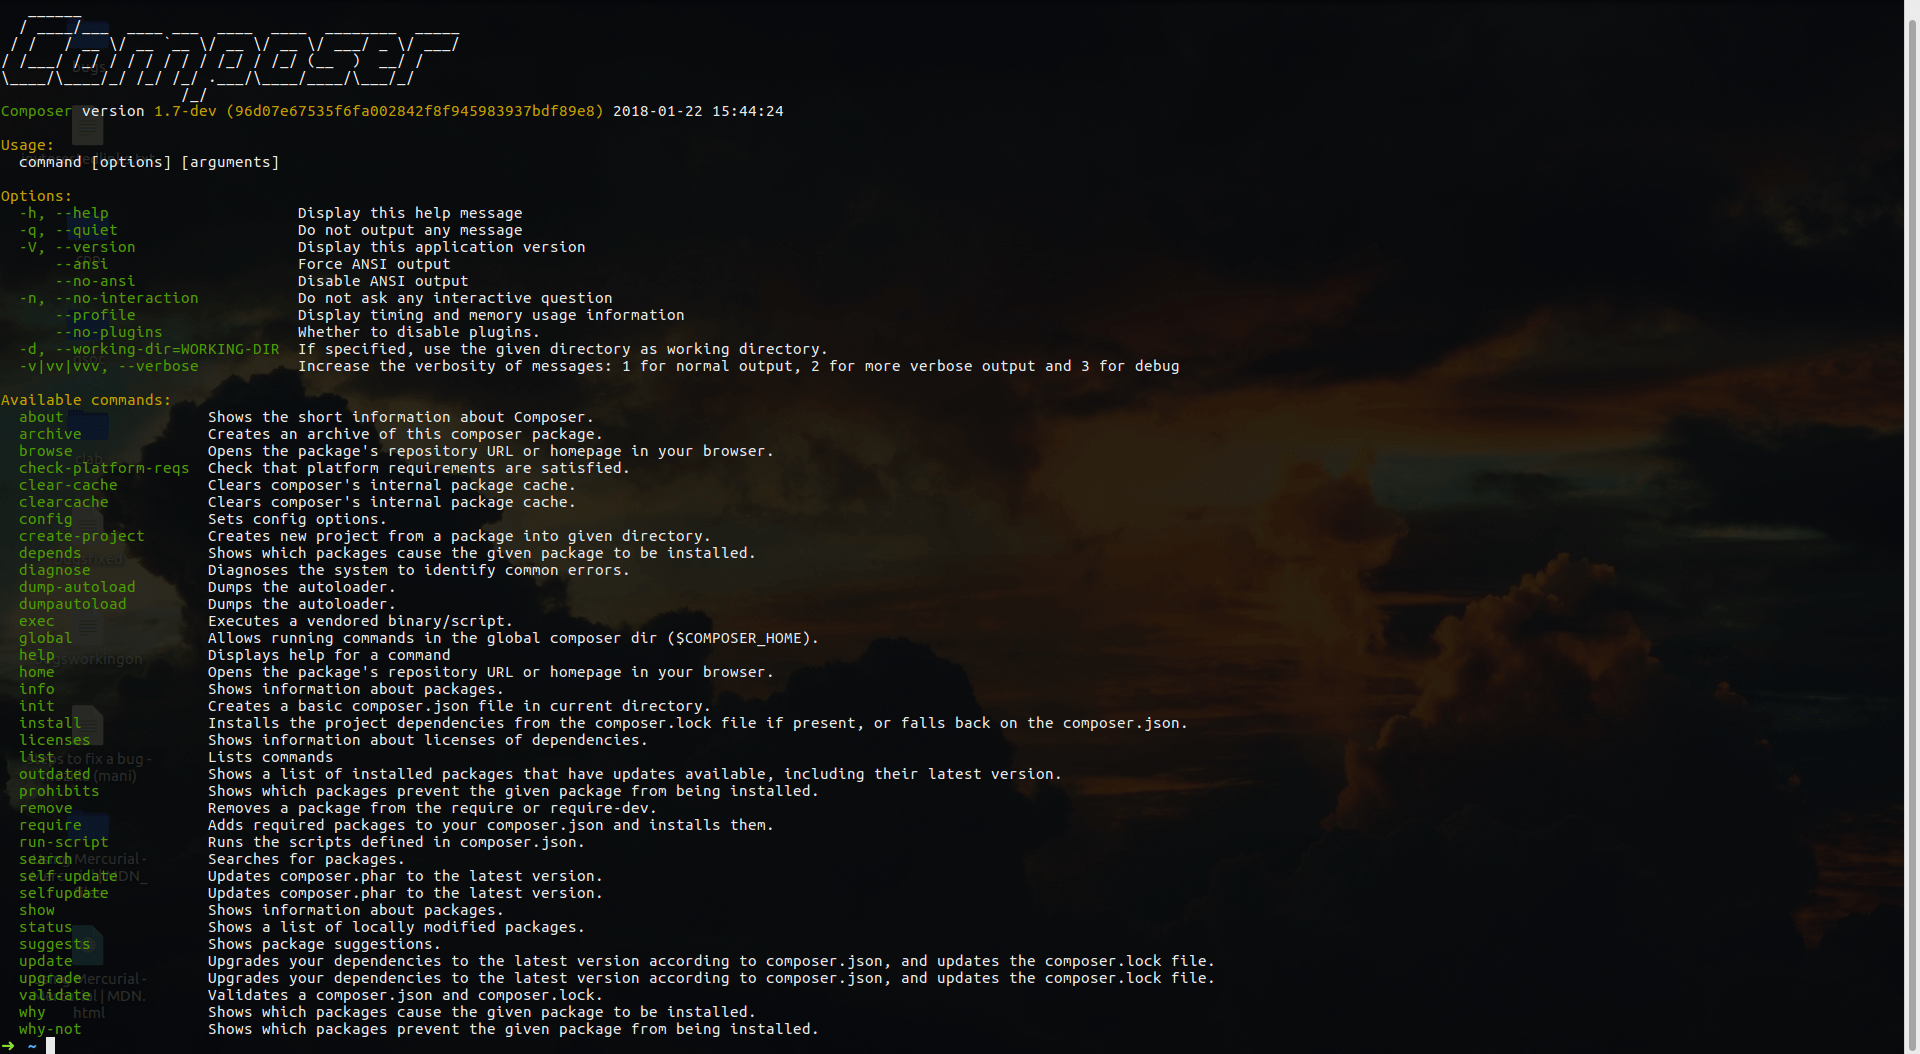 Composer
Composer version 1.7-dev (96d07e67535f6fa002842f8f945983937bdf89e8) 2018-01-22 15:44:24
Usage:
  command [options] [arguments]
Options:
  -h, --help                     Display this help message
  -q, --quiet                    Do not output any message
  -V, --version                  Display this application version
      --ansi                     Force ANSI output
      --no-ansi                  Disable ANSI output
  -n, --no-interaction           Do not ask any interactive question
      --profile                  Display timing and memory usage information
      --no-plugins               Whether to disable plugins.
  -d, --working-dir=WORKING-DIR  If specified, use the given directory as working directory.
  -v|vv|vvv, --verbose           Increase the verbosity of messages: 1 for normal output, 2 for more verbose output and 3 for debug
Available commands:
  about                Shows the short information about Composer.
  archive              Creates an archive of this composer package.
  browse               Opens the package's repository URL or homepage in your browser.
  check-platform-reqs  Check that platform requirements are satisfied.
  clear-cache          Clears composer's internal package cache.
  clearcache           Clears composer's internal package cache.
  config               Sets config options.
  create-project       Creates new project from a package into given directory.
  depends              Shows which packages cause the given package to be installed.
  diagnose             Diagnoses the system to identify common errors.
  dump-autoload        Dumps the autoloader.
  dumpautoload         Dumps the autoloader.
  exec                 Executes a vendored binary/script.
  global               Allows running commands in the global composer dir ($COMPOSER_HOME).
  help                 Displays help for a command
  home                 Opens the package's repository URL or homepage in your browser.
  info                 Shows information about packages.
  init                 Creates a basic composer.json file in current directory.
  install              Installs the project dependencies from the composer.lock file if present, or falls back on the composer.json.
  licenses             Shows information about licenses of dependencies.
  list                 Lists commands
  outdated             Shows a list of installed packages that have updates available, including their latest version.
  prohibits            Shows which packages prevent the given package from being installed.
  remove               Removes a package from the require or require-dev.
  require              Adds required packages to your composer.json and installs them.
  run-script           Runs the scripts defined in composer.json.
  search               Searches for packages.
  self-update          Updates composer.phar to the latest version.
  selfupdate           Updates composer.phar to the latest version.
  show                 Shows information about packages.
  status               Shows a list of locally modified packages.
  suggests             Shows package suggestions.
  update               Upgrades your dependencies to the latest version according to composer.json, and updates the composer.lock file.
  upgrade              Upgrades your dependencies to the latest version according to composer.json, and updates the composer.lock file.
  validate             Validates a composer.json and composer.lock.
  why                  Shows which packages cause the given package to be installed.
  why-not              Shows which packages prevent the given package from being installed.
➜  ~